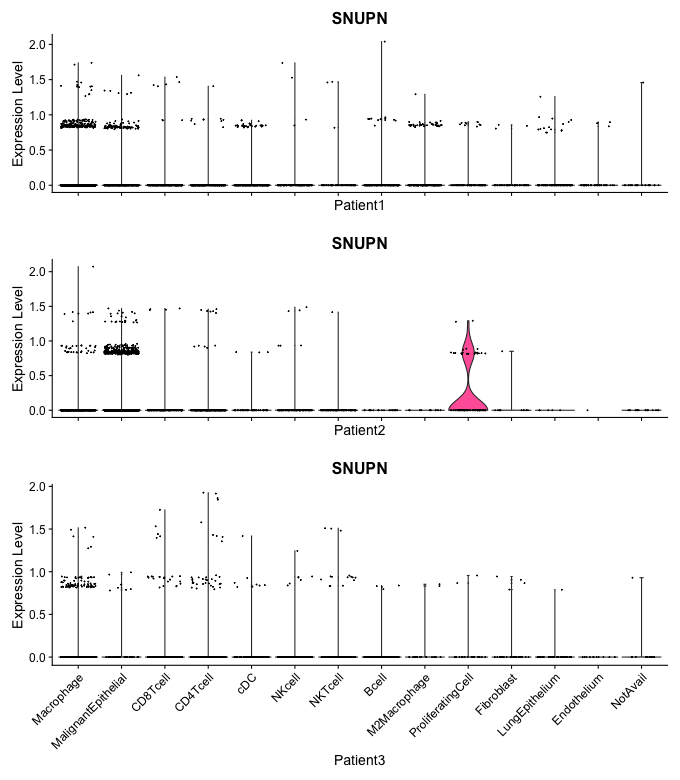 SNUPN
Expression Level
2.0
1.5
1.0
0.5
0.0
Patient1
SNUPN
Expression Level
2.0
1.5
1.0
0.5
0.0
Patient2
SNUPN
Expression Level
2.0
1.5
1.0
0.5
0.0
Macrophage
MalignantEpithelial
CD8Tcell
CD4Tcell
cDC
NKcell
NKTcell
Bcell
M2Macrophage
ProliferatingCell
Fibroblast
LungEpithelium
Endothelium
NotAvail
Patient3